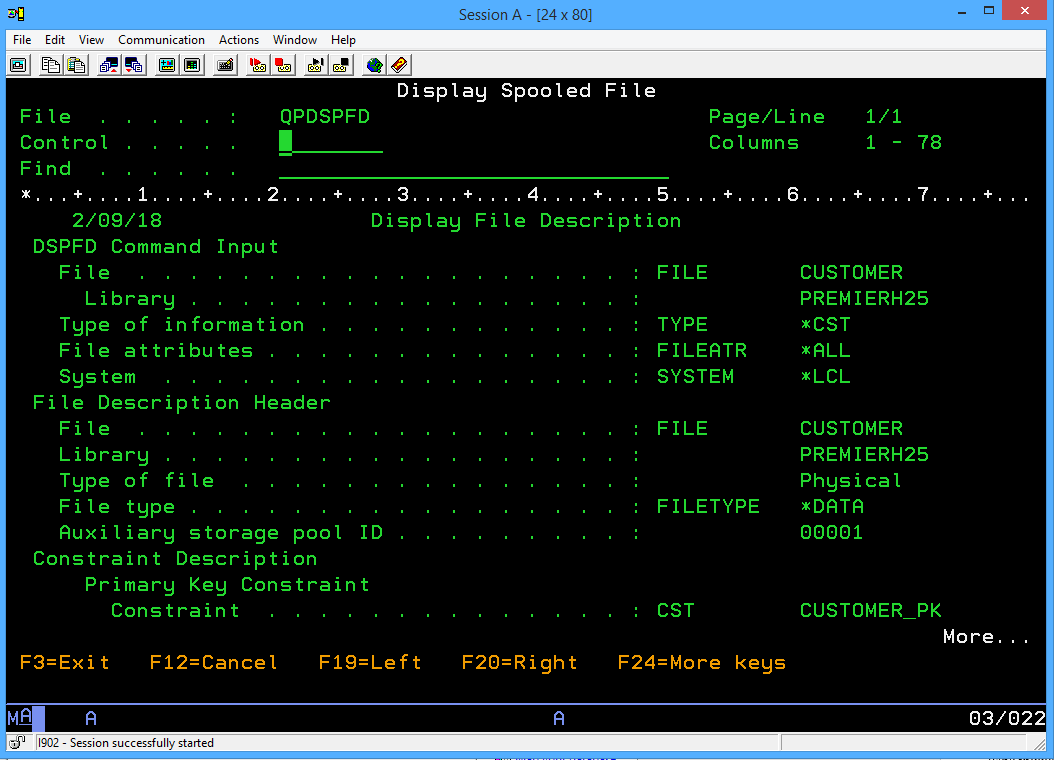 Session A - [24 x 80]
File Edit View Communication Actions Window Help
Display Spooled File
File . . . . . : QPDSPFD Page/Line 1/1
Control . . . . . Columns 1 - 78
Find . . . . . .
*...+....1....+....2....+....3....+....4....+....5....+....6....+....7....+...
2/09/18 Display File Description
DSPFD Command Input
File . . . . . . . . . . . . . . . . . . . . : FILE CUSTOMER
Library . . . . . . . . . . . . . . . . . . : PREMIERH25
Type of information . . . . . . . . . . . . . : TYPE *CST
File attributes . . . . . . . . . . . . . . . : FILEATR *ALL
System . . . . . . . . . . . . . . . . . . . : SYSTEM *LCL
File Description Header
File . . . . . . . . . . . . . . . . . . . . : FILE CUSTOMER
Library . . . . . . . . . . . . . . . . . . . : PREMIERH25
Type of file . . . . . . . . . . . . . . . . : Physical
File type . . . . . . . . . . . . . . . . . . : FILETYPE *DATA
Auxiliary storage pool ID . . . . . . . . . . : 00001
Constraint Description
Primary Key Constraint
Constraint . . . . . . . . . . . . . . . : CST CUSTOMER_PK
More...
F3=Exit F12=Cancel F19=Left F20=Right F24=More keys
MA A A 03/022
I902 - Session successfully started